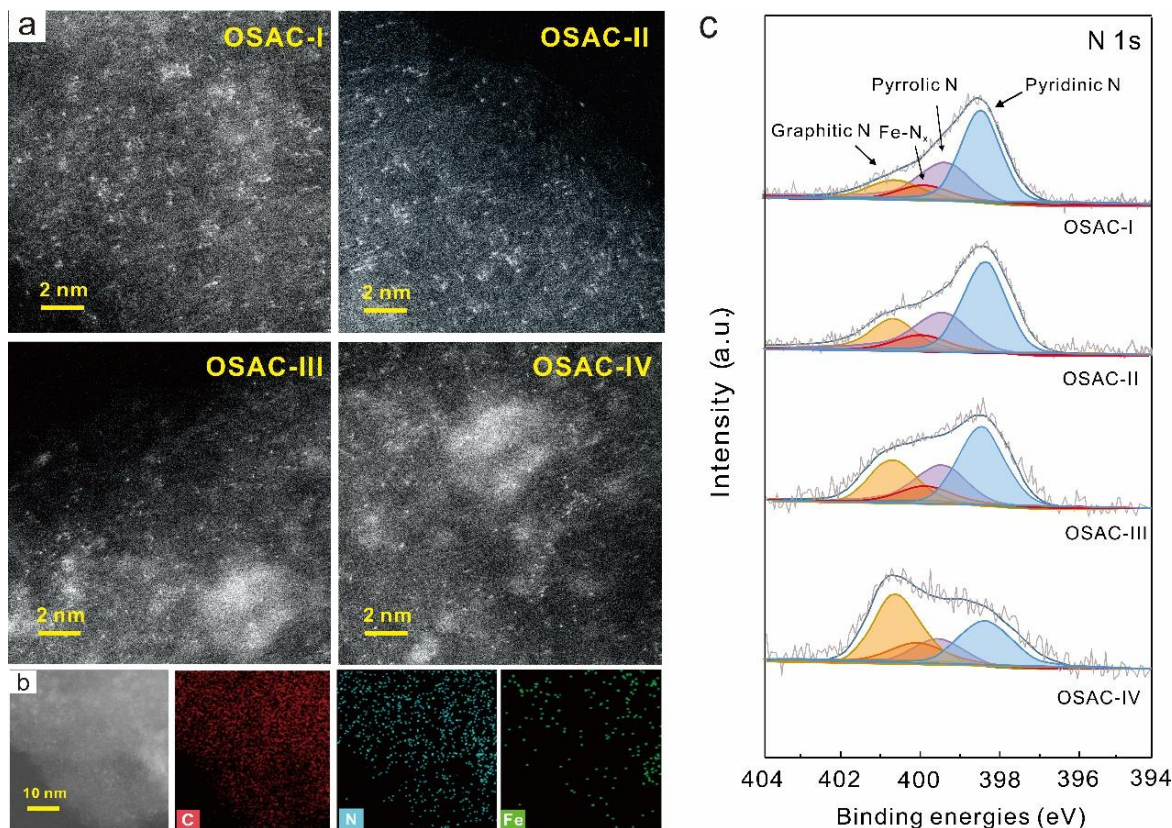 a
OSAC-I
2 nm
OSAC-II
2 nm
OSAC-III
2 nm
OSAC-IV
2 nm
b
10 nm
C
N
Fe
C
N 1s
Pyrrolic N
Pyridinic N
Graphitic N
Fe-Nx
OSAC-I
OSAC-II
OSAC-III
OSAC-IV
Intensity (a.u)
404 402 400 398 396 394
Binding energies (eV)